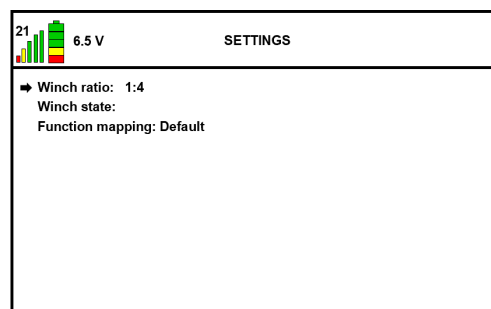 21
6.5 V
SETTINGS
Winch ratio: 1:4
Winch state:
Function mapping: Default